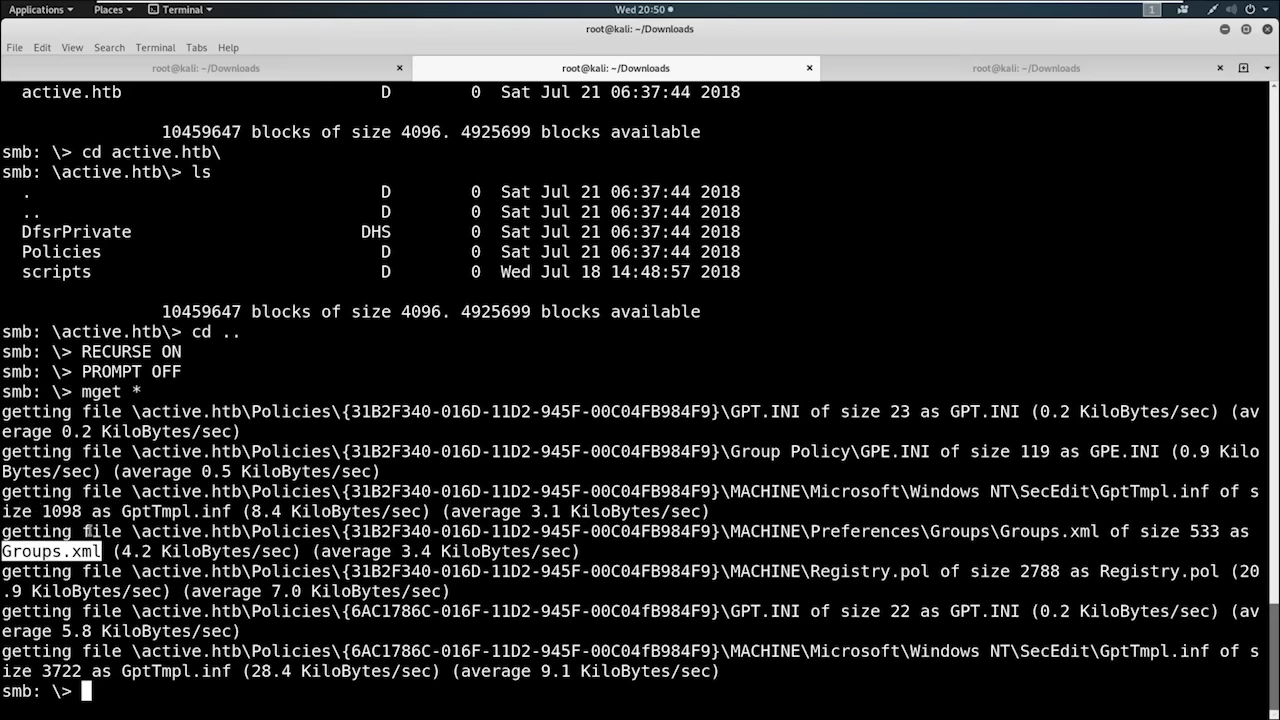 Applications Places Terminal Wed 20:50 1
root@kali: ~/Downloads
File Edit View Search Terminal Tabs Help
root@kali: ~/Downloads root@kali: ~/Downloads root@kali: ~/Downloads
active.htb D 0 Sat Jul 21 06:37:44 2018
10459647 blocks of size 4096. 4925699 blocks available
smb: \> cd active.htb\
smb: \active.htb\> ls
. D 0 Sat Jul 21 06:37:44 2018
.. D 0 Sat Jul 21 06:37:44 2018
DfsrPrivate DHS 0 Sat Jul 21 06:37:44 2018
Policies D 0 Sat Jul 21 06:37:44 2018
scripts D 0 Wed Jul 18 14:48:57 2018
10459647 blocks of size 4096. 4925699 blocks available
smb: \active.htb\> cd ..
smb: \> RECURSE ON
smb: \> PROMPT OFF
smb: \> mget *
getting file \active.htb\Policies\{31B2F340-016D-11D2-945F-00C04FB984F9}\GPT.INI of size 23 as GPT.INI (0.2 KiloBytes/sec) (av
erage 0.2 KiloBytes/sec)
getting file \active.htb\Policies\{31B2F340-016D-11D2-945F-00C04FB984F9}\Group Policy\GPE.INI of size 119 as GPE.INI (0.9 Kilo
Bytes/sec) (average 0.5 KiloBytes/sec)
getting file \active.htb\Policies\{31B2F340-016D-11D2-945F-00C04FB984F9}\MACHINE\Microsoft\Windows NT\SecEdit\GptTmpl.inf of s
ize 1098 as GptTmpl.inf (8.4 KiloBytes/sec) (average 3.1 KiloBytes/sec)
getting file \active.htb\Policies\{31B2F340-016D-11D2-945F-00C04FB984F9}\MACHINE\Preferences\Groups\Groups.xml of size 533 as
Groups.xml (4.2 KiloBytes/sec) (average 3.4 KiloBytes/sec)
getting file \active.htb\Policies\{31B2F340-016D-11D2-945F-00C04FB984F9}\MACHINE\Registry.pol of size 2788 as Registry.pol (20
.9 KiloBytes/sec) (average 7.0 KiloBytes/sec)
getting file \active.htb\Policies\{6AC1786C-016F-11D2-945F-00C04fB984F9}\GPT.INI of size 22 as GPT.INI (0.2 KiloBytes/sec) (av
erage 5.8 KiloBytes/sec)
getting file \active.htb\Policies\{6AC1786C-016F-11D2-945F-00C04fB984F9}\MACHINE\Microsoft\Windows NT\SecEdit\GptTmpl.inf of s
ize 3722 as GptTmpl.inf (28.4 KiloBytes/sec) (average 9.1 KiloBytes/sec)
smb: \>